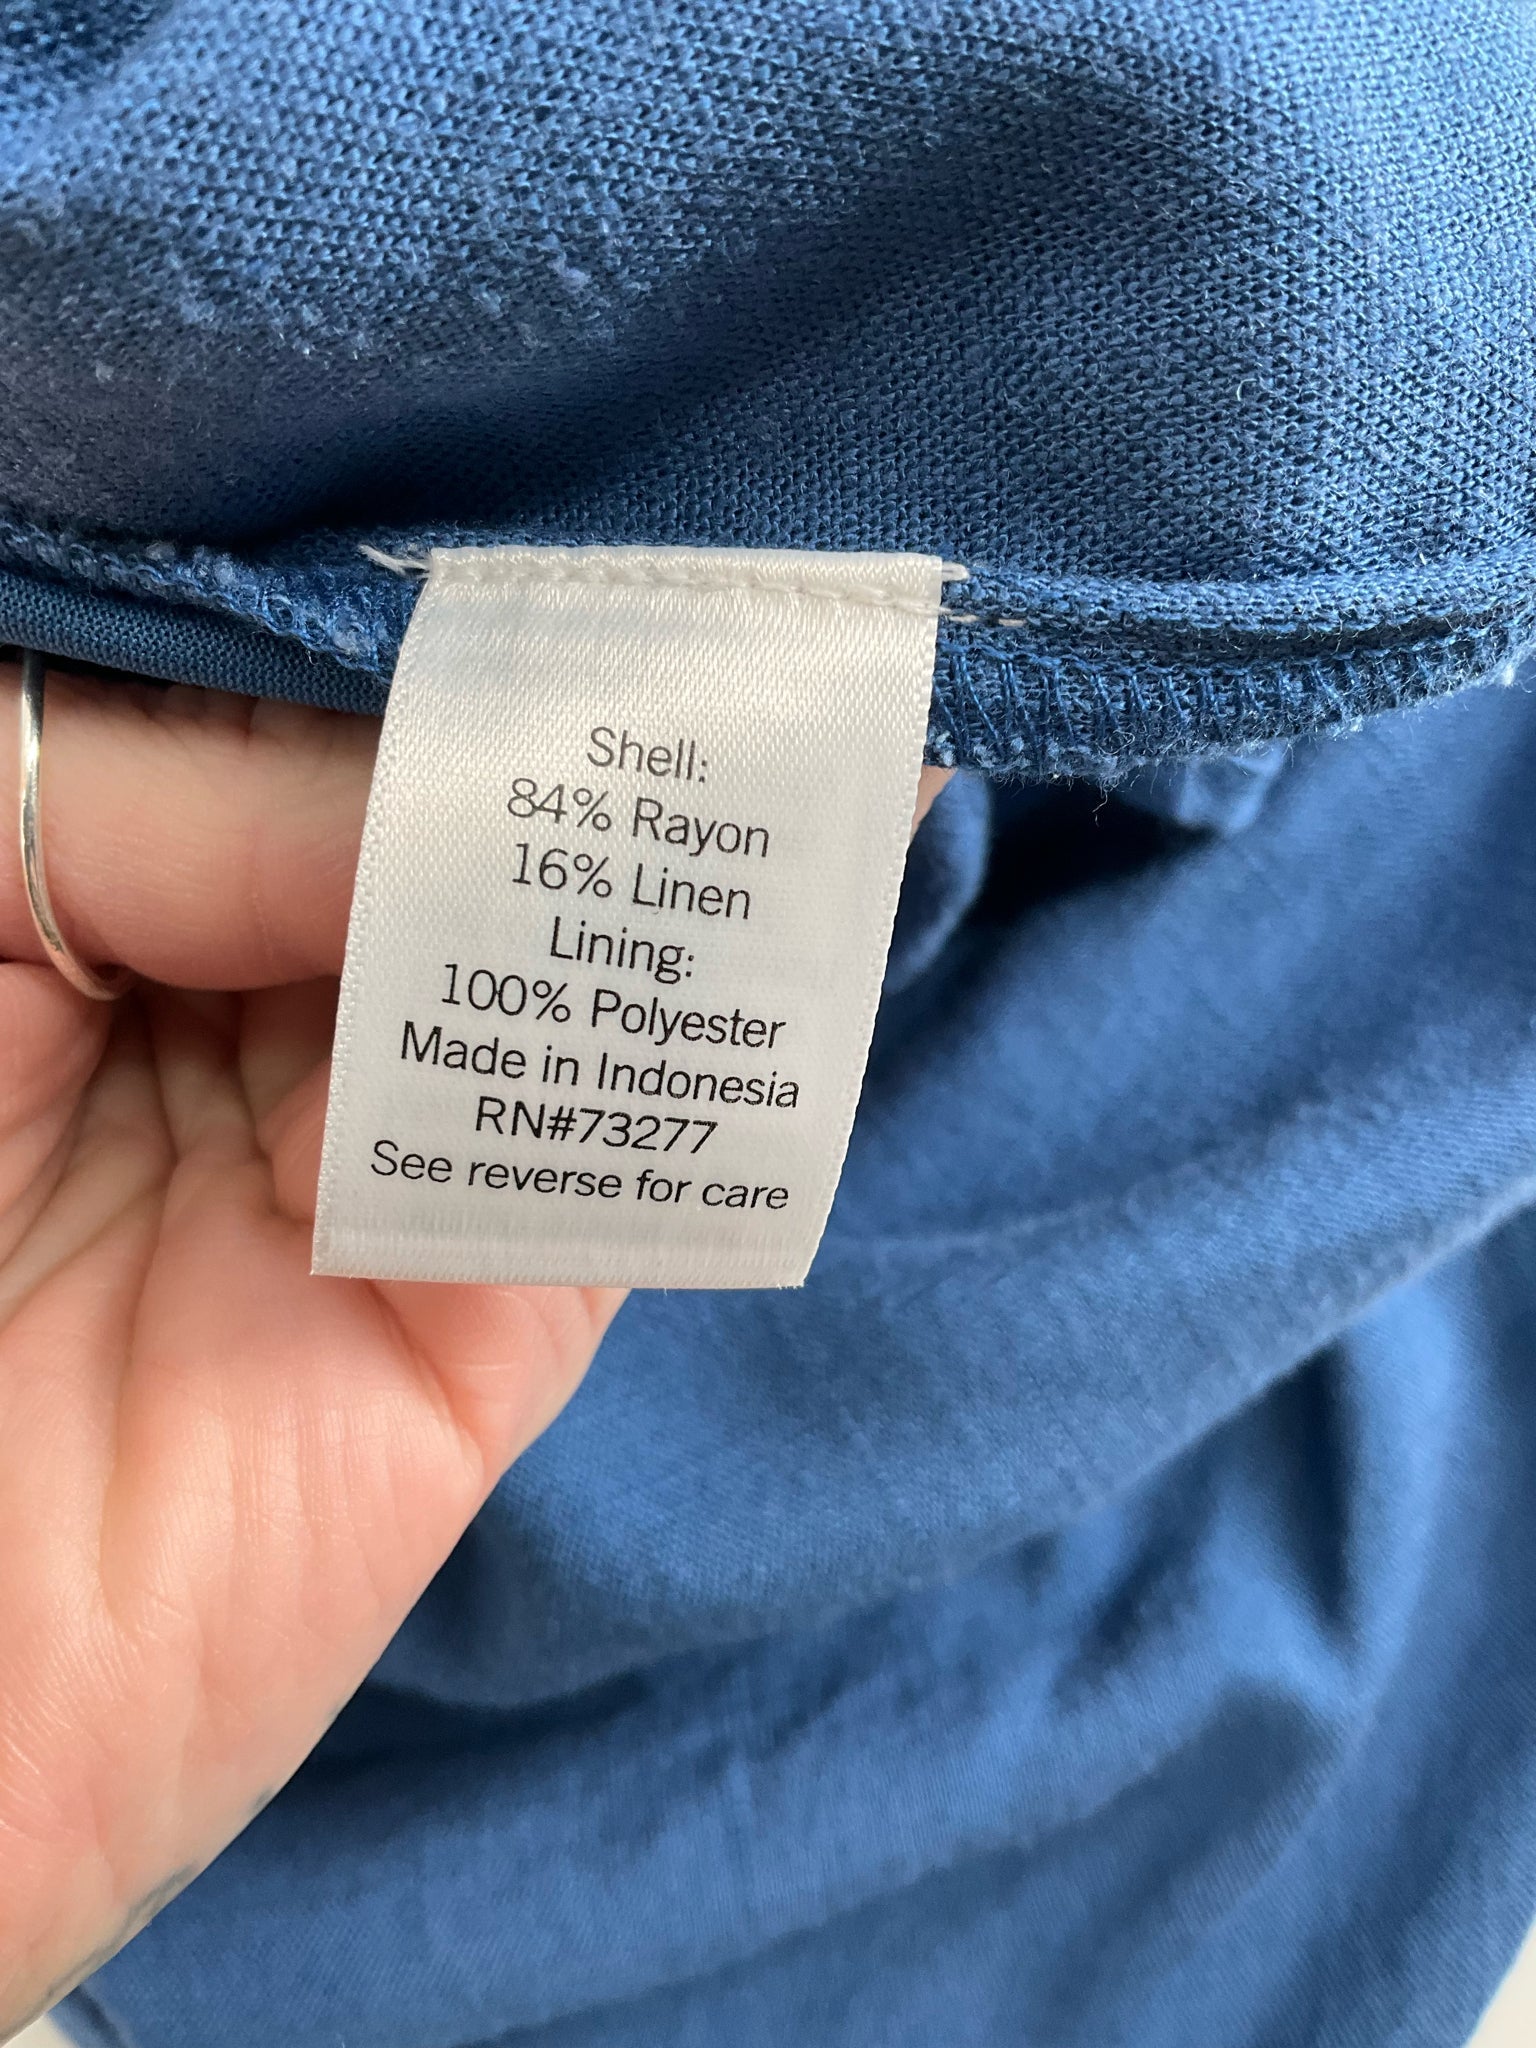 Shell:
84% Rayon
16% Linen
Lining:
100% Polyester
Made in Indonesia
RN#73277
See reverse for care